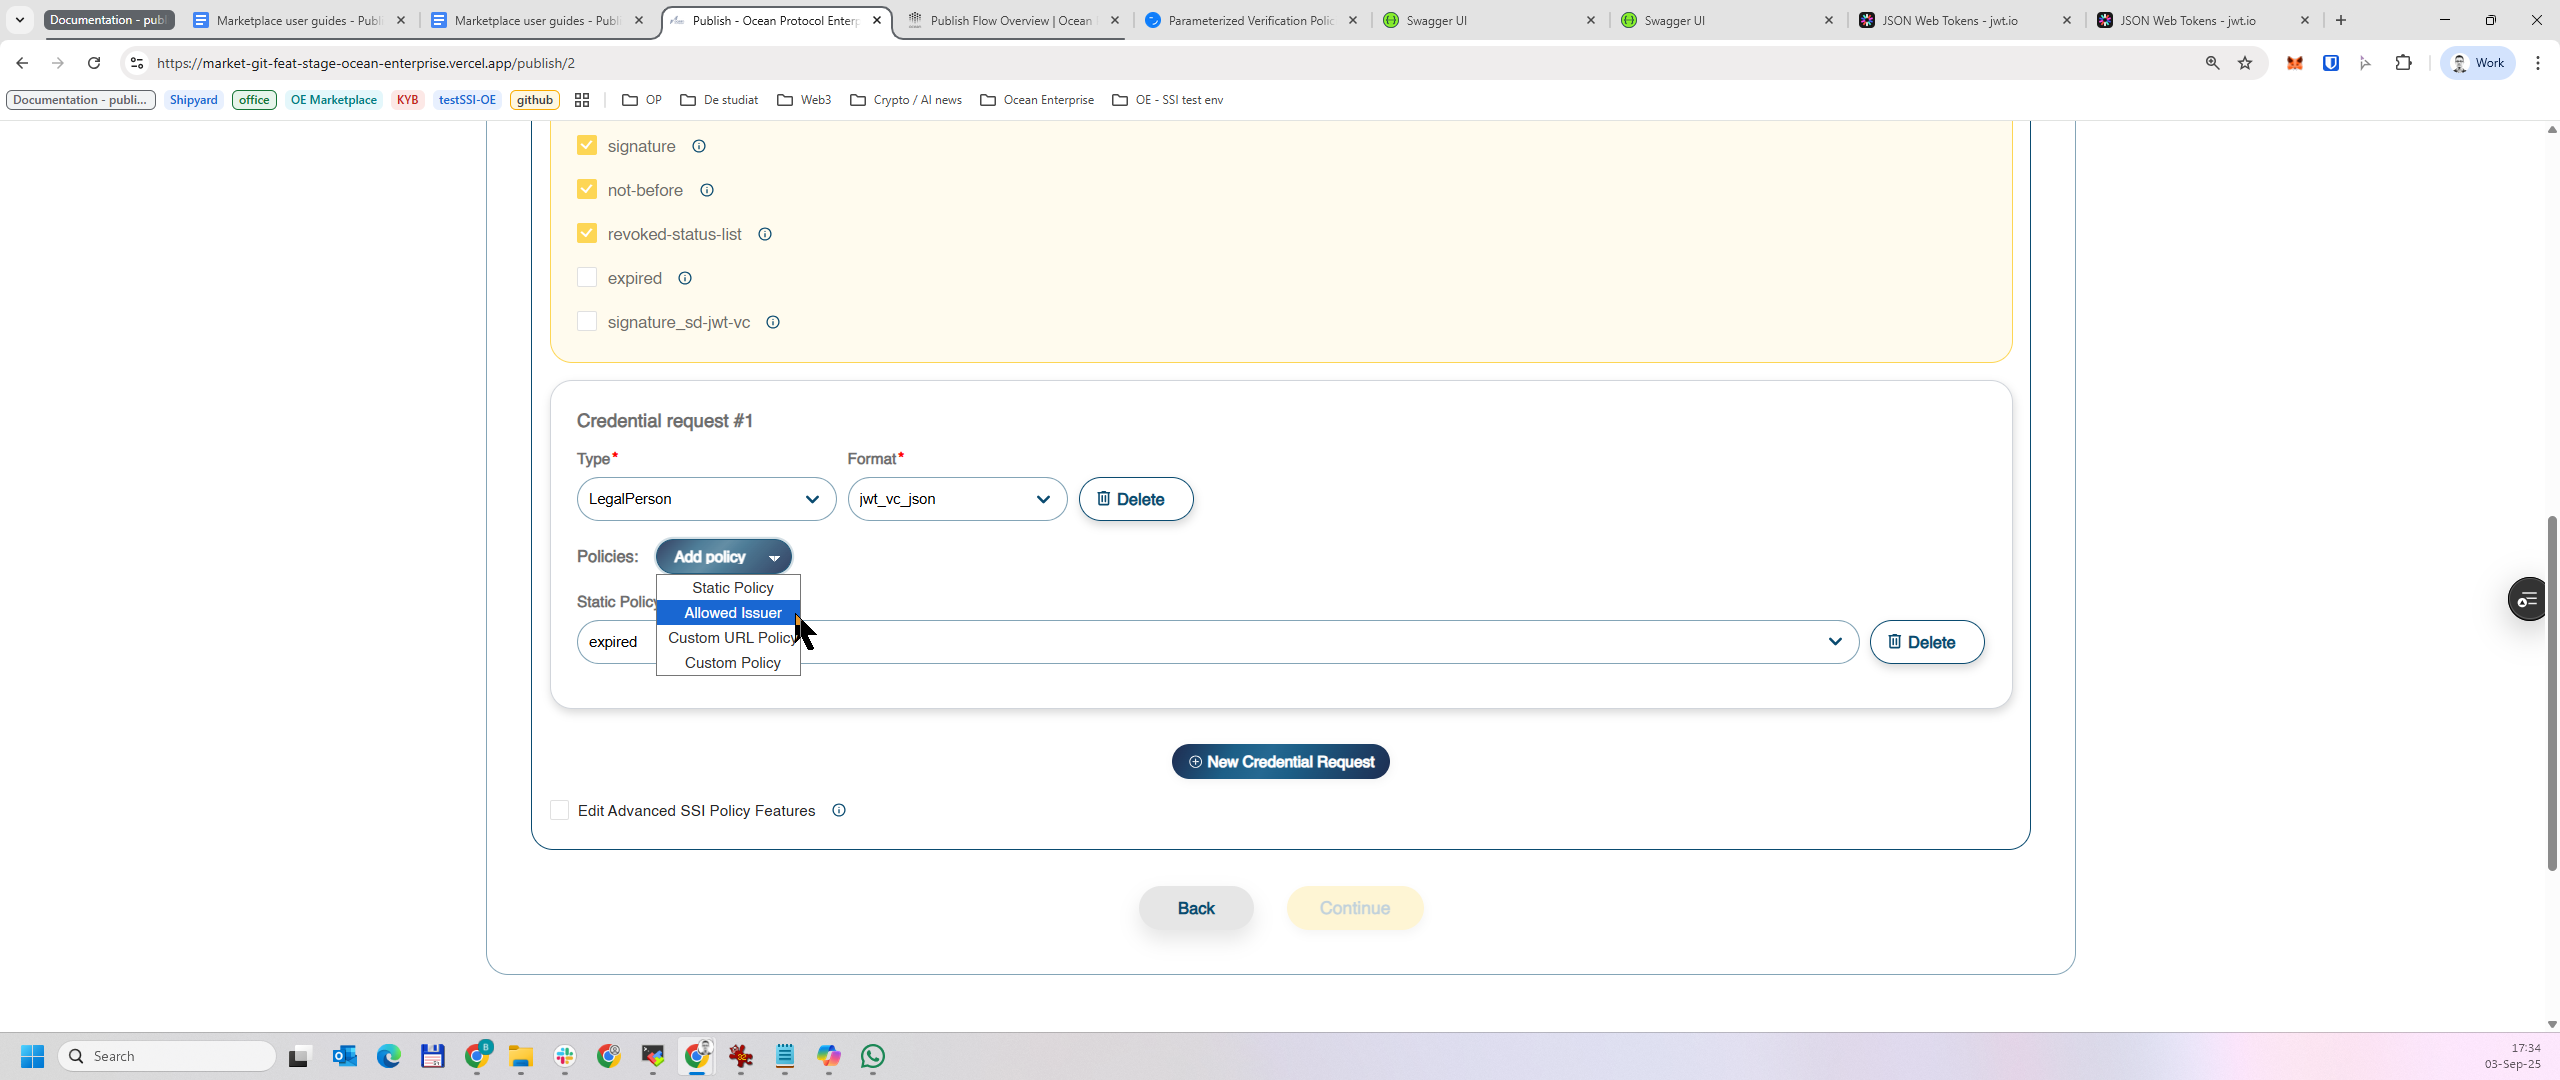 Documentation - publ
Marketplace user guides - Publi
Marketplace user guides - Publi
Publish - Ocean Protocol Enterp
Publish Flow Overview | Ocean
Parameterized Verification Polic
Swagger UI
Swagger UI
JSON Web Tokens - jwt.io
JSON Web Tokens - jwt.io
https://market-git-feat-stage-ocean-enterprise.vercel.app/publish/2
Work
Documentation - publi...
Shipyard
office
OE Marketplace
KYB
testSSI-OE
github
OP
De studiat
Web3
Crypto / AI news
Ocean Enterprise
OE - SSI test env
signature
not-before
revoked-status-list
expired
signature_sd-jwt-vc
Credential request #1
Type*
Format*
LegalPerson
jwt_vc_json
Delete
Policies:
Add policy
Static Policy
Allowed Issuer
Custom URL Policy
Custom Policy
Static Policy
expired
Delete
New Credential Request
Edit Advanced SSI Policy Features
Back
Continue
Search
17:34
03-Sep-25